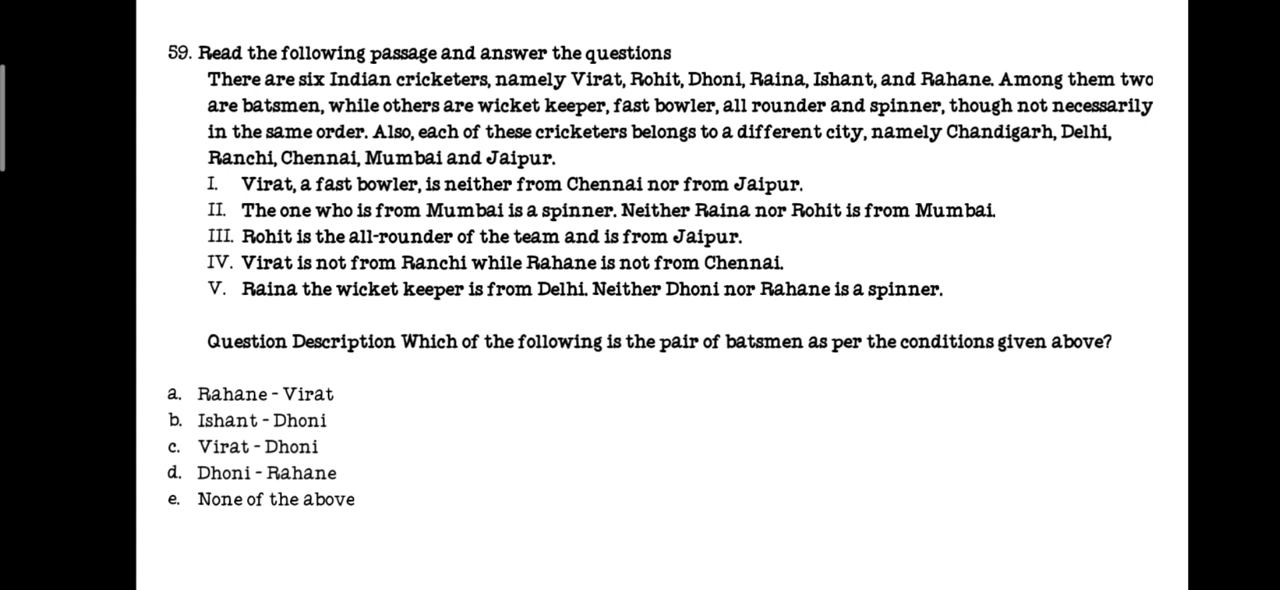 59. Read the following passage and answer the questions
There are six Indian cricketers, namely Virat, Rohit, Dhoni, Raina, Ishant, and Rahane. Among them two
are batsmen, while others are wicket keeper, fast bowler, all rounder and spinner, though not necessarily
in the same order. Also, each of these cricketers belongs to a different city, namely Chandigarh, Delhi,
Ranchi, Chennai, Mumbai and Jaipur.
I. Virat, a fast bowler, is neither from Chennai nor from Jaipur.
II. The one who is from Mumbai is a spinner. Neither Raina nor Rohit is from Mumbai.
III. Rohit is the all-rounder of the team and is from Jaipur.
IV. Virat is not from Ranchi while Rahane is not from Chennai.
V. Raina the wicket keeper is from Delhi. Neither Dhoni nor Rahane is a spinner.
Question Description Which of the following is the pair of batsmen as per the conditions given above?
a. Rahane - Virat
b. Ishant - Dhoni
c. Virat - Dhoni
d. Dhoni - Rahane
e. None of the above